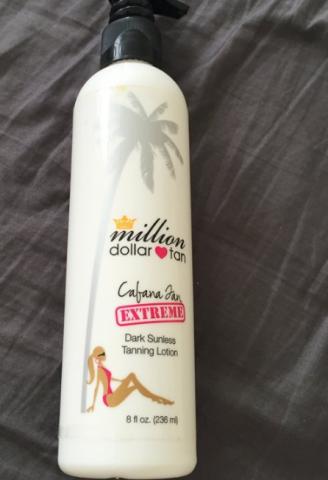 million
dollar tan
Cabana Tan
EXTREME
Dark Sunless
Tanning Lotion
8 fl oz. (236 ml)